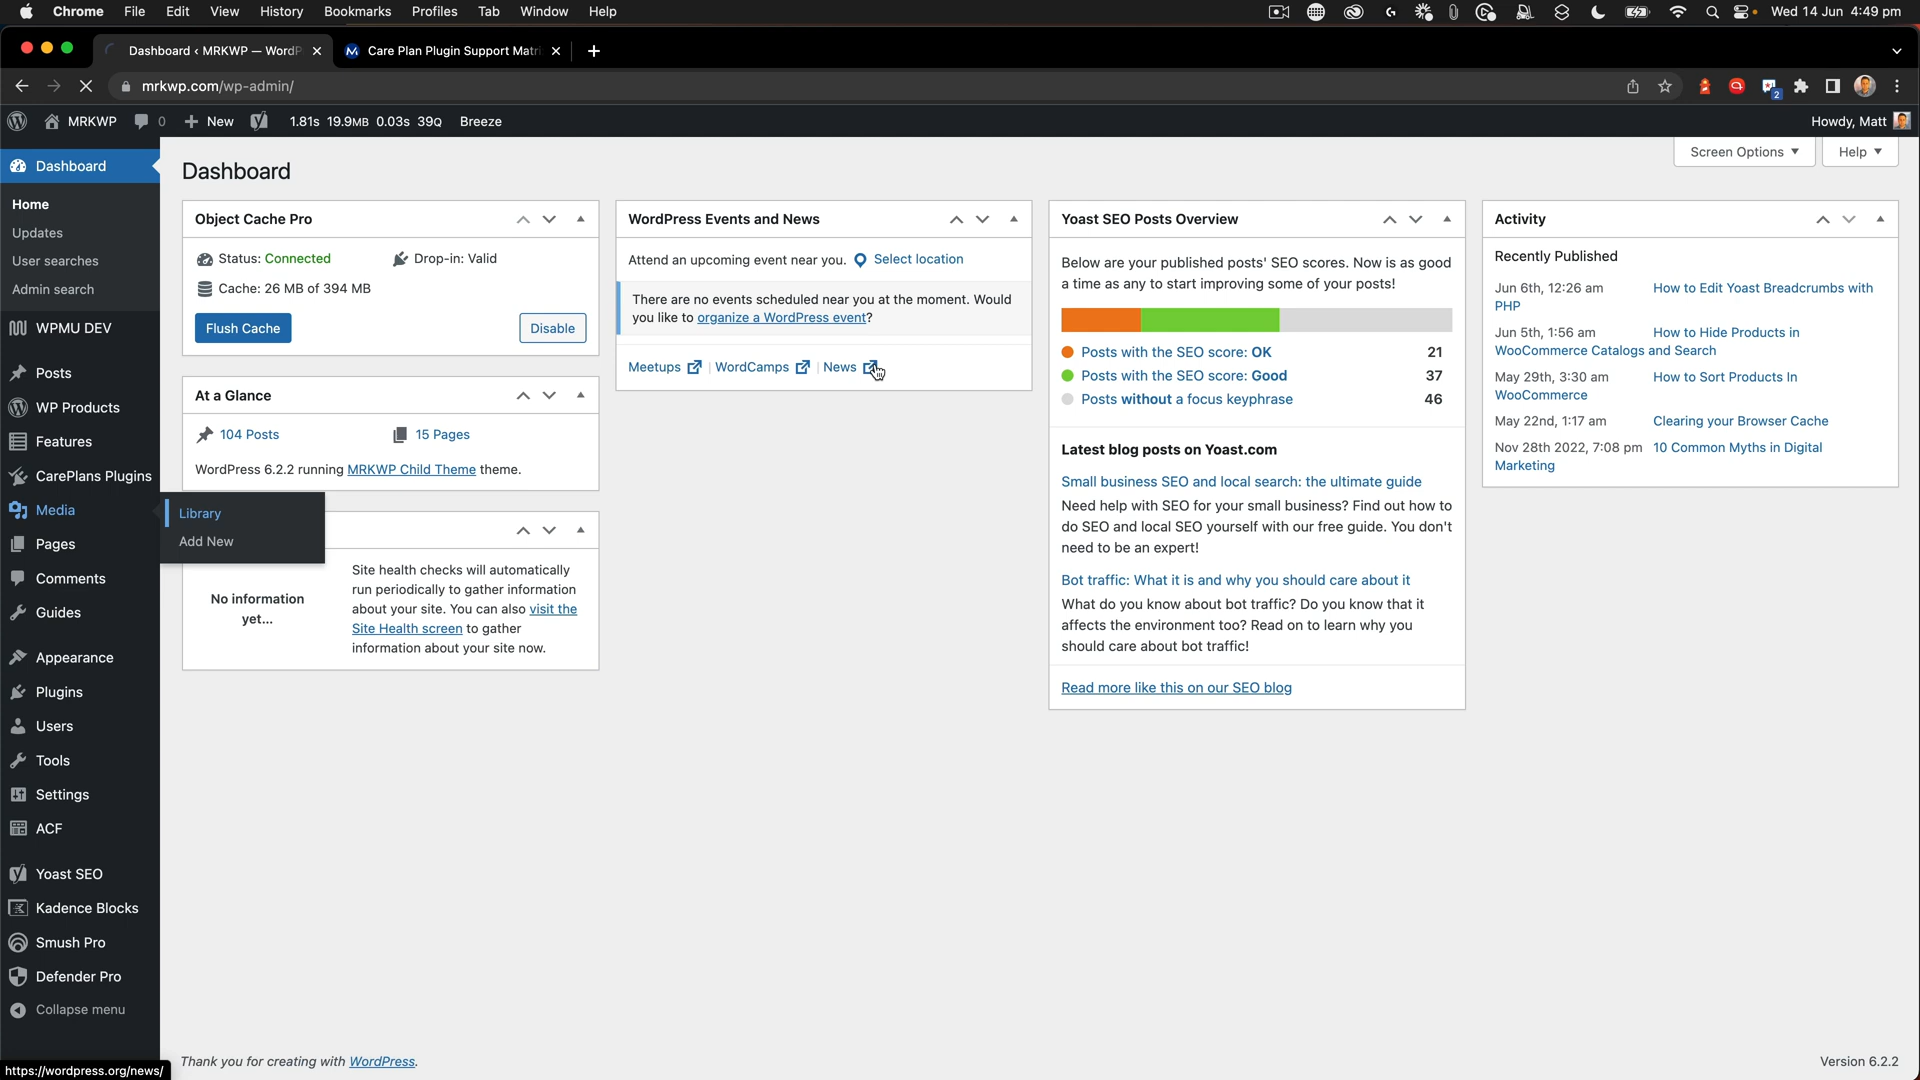 Chrome File Edit View History Bookmarks Profiles Tab Window Help
Wed 14 Jun 4:49 pm
Dashboard ‹ MRKWP — WordP
Care Plan Plugin Support Matri
mrkwp.com/wp-admin/
2
MRKWP 0 New 1.81s 19.9MB 0.03s 39Q Breeze
Howdy, Matt
Dashboard
Home
Updates
User searches
Admin search
WPMU DEV
Posts
WP Products
Features
CarePlans Plugins
Media
Library
Add New
Pages
Comments
Guides
Appearance
Plugins
Users
Tools
Settings
ACF
Yoast SEO
Kadence Blocks
Smush Pro
Defender Pro
Collapse menu
Screen Options
Help
Dashboard
Object Cache Pro
Status: Connected
Drop-in: Valid
Cache: 26 MB of 394 MB
Flush Cache
Disable
At a Glance
104 Posts
15 Pages
WordPress 6.2.2 running MRKWP Child Theme theme.
No information
yet...
Site health checks will automatically
run periodically to gather information
about your site. You can also visit the
Site Health screen to gather
information about your site now.
WordPress Events and News
Attend an upcoming event near you. Select location
There are no events scheduled near you at the moment. Would
you like to organize a WordPress event?
Meetups | WordCamps | News
Yoast SEO Posts Overview
Below are your published posts' SEO scores. Now is as good
a time as any to start improving some of your posts!
Posts with the SEO score: OK 21
Posts with the SEO score: Good 37
Posts without a focus keyphrase 46
Latest blog posts on Yoast.com
Small business SEO and local search: the ultimate guide
Need help with SEO for your small business? Find out how to
do SEO and local SEO yourself with our free guide. You don't
need to be an expert!
Bot traffic: What it is and why you should care about it
What do you know about bot traffic? Do you know that it
affects the environment too? Read on to learn why you
should care about bot traffic!
Read more like this on our SEO blog
Activity
Recently Published
Jun 6th, 12:26 am How to Edit Yoast Breadcrumbs with
PHP
Jun 5th, 1:56 am How to Hide Products in
WooCommerce Catalogs and Search
May 29th, 3:30 am How to Sort Products In
WooCommerce
May 22nd, 1:17 am Clearing your Browser Cache
Nov 28th 2022, 7:08 pm 10 Common Myths in Digital
Marketing
Thank you for creating with WordPress.
Version 6.2.2
https://wordpress.org/news/